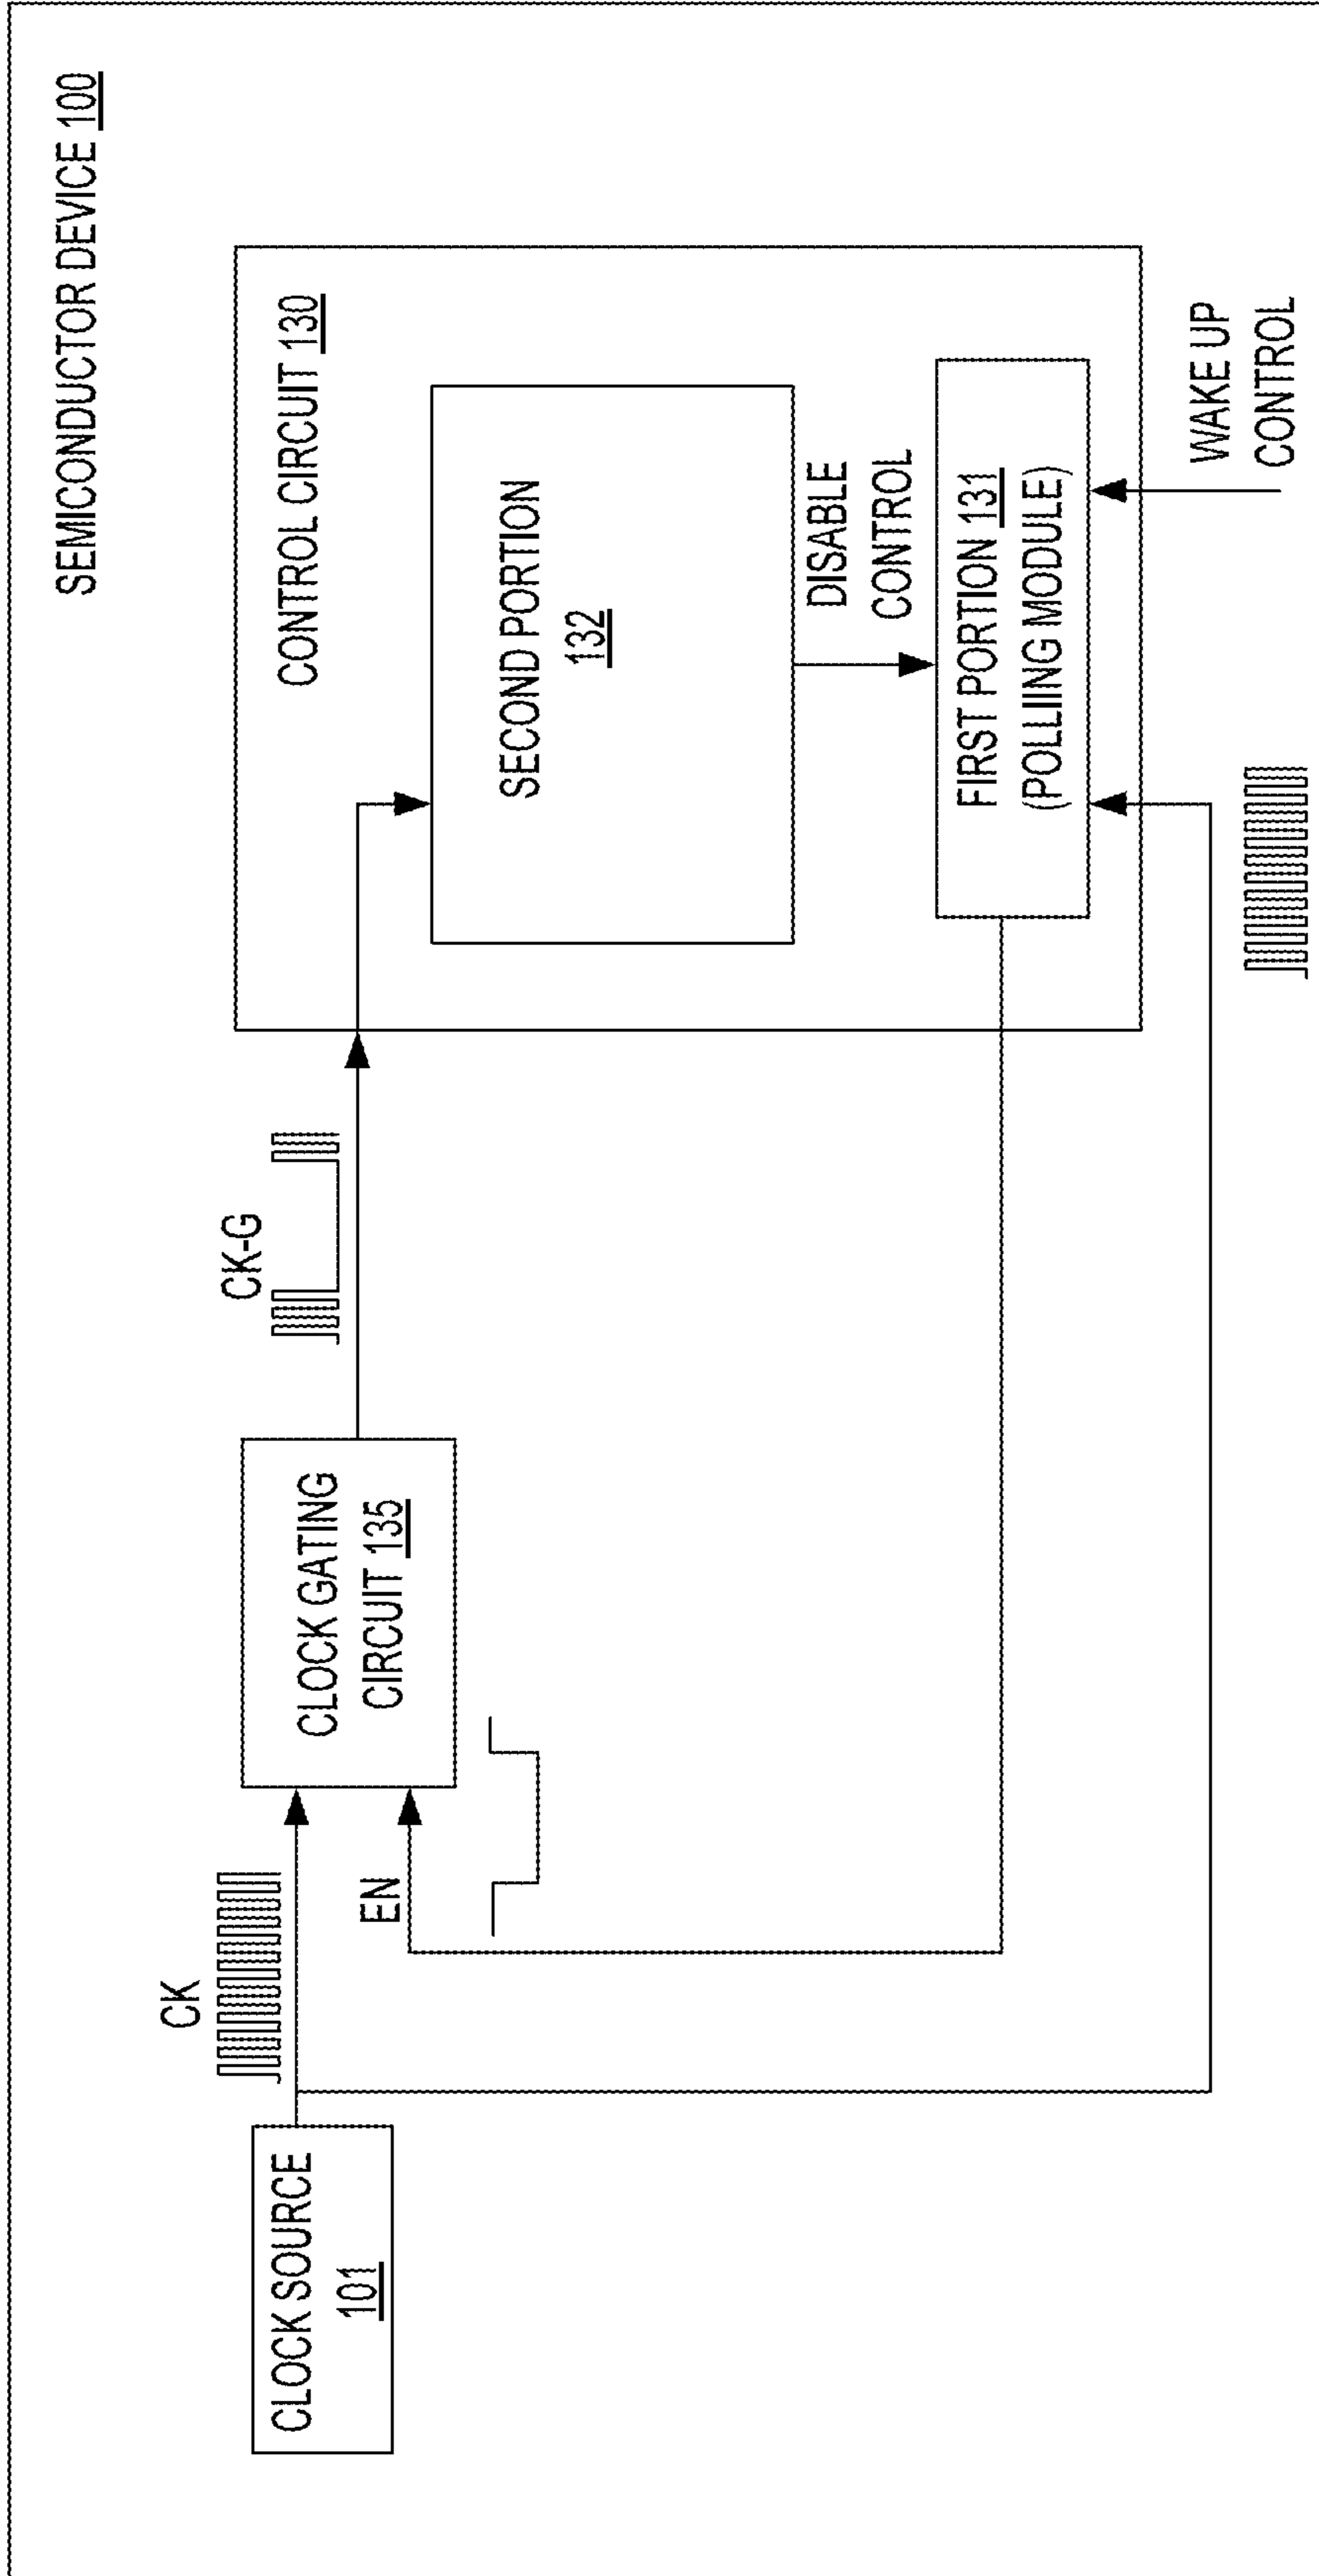 SEMICONDUCTOR DEVICE 100
CLOCK SOURCE
101
CK
EN
CLOCK GATING
CIRCUIT 135
CK-G
CONTROL CIRCUIT 130
SECOND PORTION
132
DISABLE
CONTROL
FIRST PORTION 131
(POLLIING MODULE)
WAKE UP
CONTROL